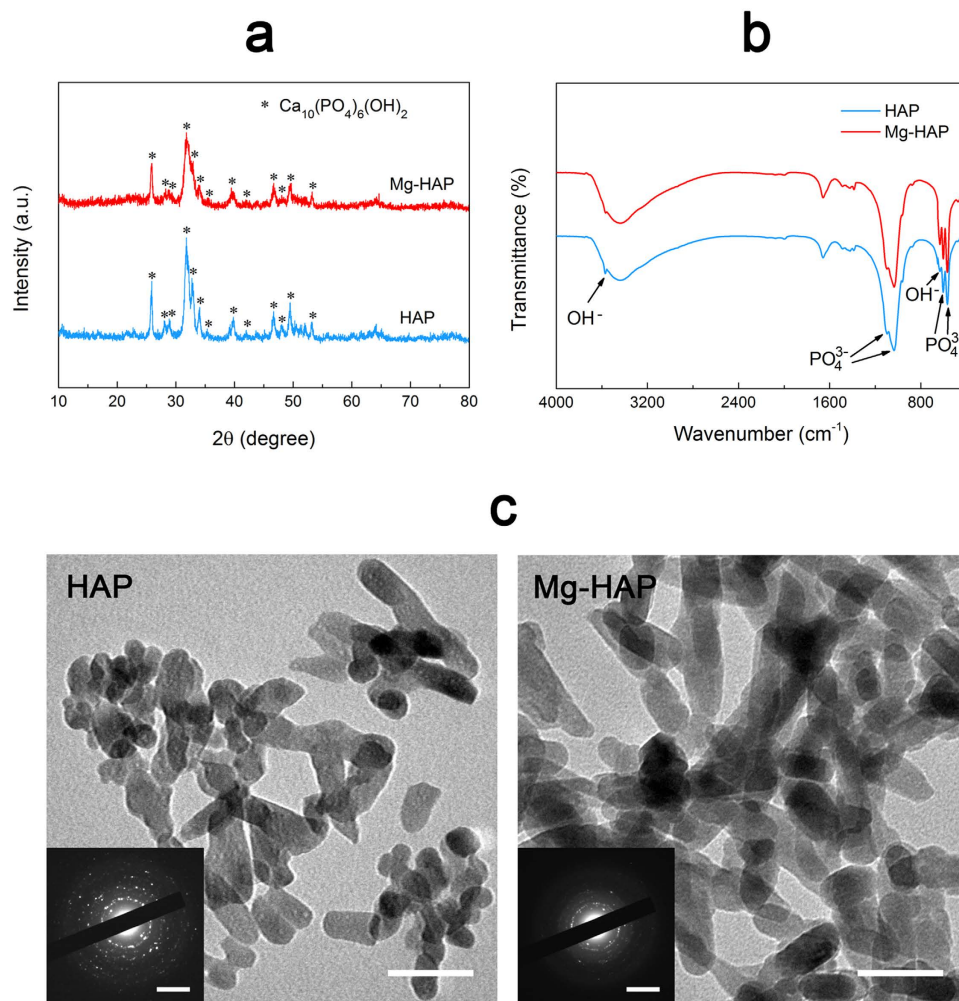 a
b
* Ca₁₀(PO₄)₆(OH)₂
Mg-HAP
HAP
Intensity (a.u.)
10 20 30 40 50 60 70 80
2θ (degree)
HAP
Mg-HAP
Transmittance (%)
OH⁻
OH⁻
PO₄³⁻
PO₄³
4000 3200 2400 1600 800
Wavenumber (cm⁻¹)
c
HAP
Mg-HAP